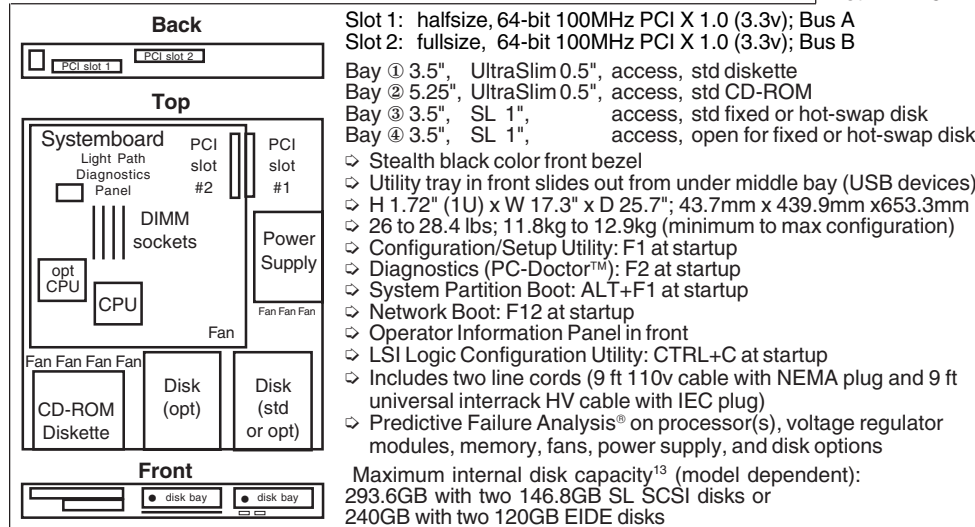 Back
PCI slot 1
PCI slot 2
Top
Systemboard
Light Path
Diagnostics
Panel
PCI
slot
#2
PCI
slot
#1
DIMM
sockets
Power
Supply
opt
CPU
CPU
Fan Fan Fan
Fan
Fan Fan Fan Fan
CD-ROM
Diskette
Disk
(opt)
Disk
(std
or opt)
Front
disk bay
disk bay
Slot 1: halfsize, 64-bit 100MHz PCI X 1.0 (3.3v); Bus A
Slot 2: fullsize, 64-bit 100MHz PCI X 1.0 (3.3v); Bus B
Bay ① 3.5", UltraSlim 0.5", access, std diskette
Bay ② 5.25", UltraSlim 0.5", access, std CD-ROM
Bay ③ 3.5", SL 1", access, std fixed or hot-swap disk
Bay ④ 3.5", SL 1", access, open for fixed or hot-swap disk
➭ Stealth black color front bezel
➭ Utility tray in front slides out from under middle bay (USB devices)
➭ H 1.72" (1U) x W 17.3" x D 25.7"; 43.7mm x 439.9mm x653.3mm
➭ 26 to 28.4 lbs; 11.8kg to 12.9kg (minimum to max configuration)
➭ Configuration/Setup Utility: F1 at startup
➭ Diagnostics (PC-Doctor™): F2 at startup
➭ System Partition Boot: ALT+F1 at startup
➭ Network Boot: F12 at startup
➭ Operator Information Panel in front
➭ LSI Logic Configuration Utility: CTRL+C at startup
➭ Includes two line cords (9 ft 110v cable with NEMA plug and 9 ft
universal interrack HV cable with IEC plug)
➭ Predictive Failure Analysis® on processor(s), voltage regulator
modules, memory, fans, power supply, and disk options
Maximum internal disk capacity¹³ (model dependent):
293.6GB with two 146.8GB SL SCSI disks or
240GB with two 120GB EIDE disks